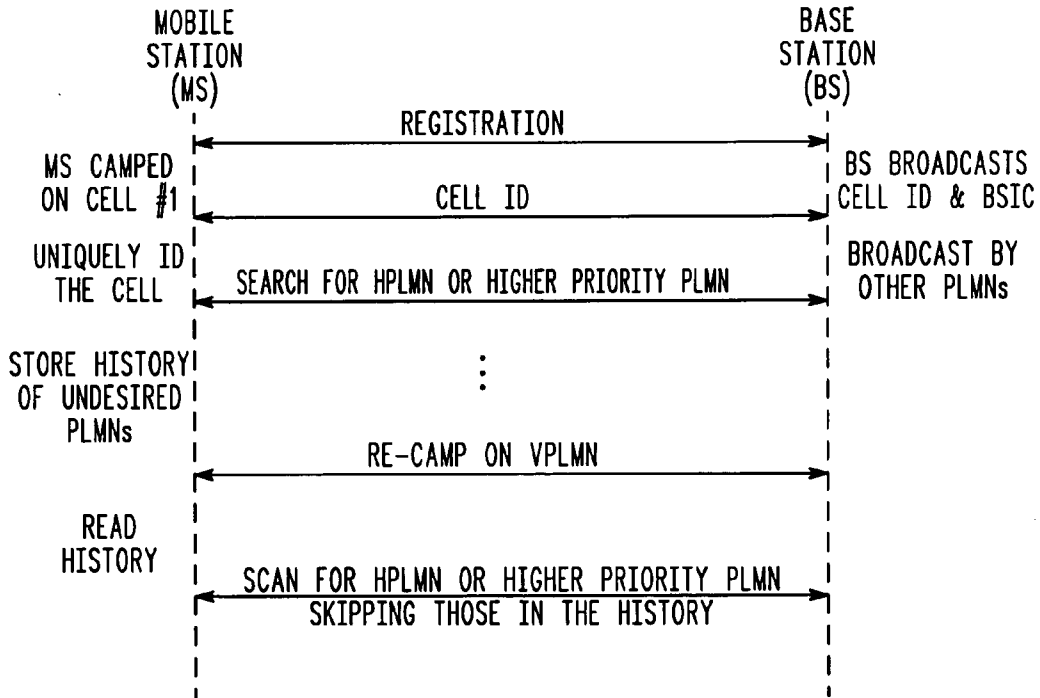 MOBILE
STATION
(MS)
BASE
STATION
(BS)
REGISTRATION
MS CAMPED
ON CELL #1
CELL ID
BS BROADCASTS
CELL ID & BSIC
UNIQUELY ID
THE CELL
SEARCH FOR HPLMN OR HIGHER PRIORITY PLMN
BROADCAST BY
OTHER PLMNs
STORE HISTORY
OF UNDESIRED
PLMNs
RE-CAMP ON VPLMN
READ
HISTORY
SCAN FOR HPLMN OR HIGHER PRIORITY PLMN
SKIPPING THOSE IN THE HISTORY